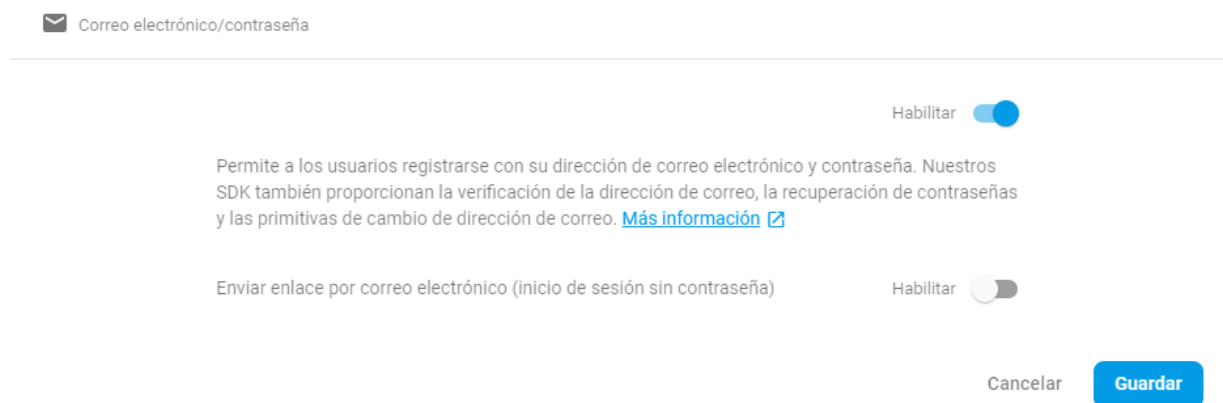 Correo electrónico/contraseña
Habilitar
Permite a los usuarios registrarse con su dirección de correo electrónico y contraseña. Nuestros
SDK también proporcionan la verificación de la dirección de correo, la recuperación de contraseñas
y las primitivas de cambio de dirección de correo. Más información
Enviar enlace por correo electrónico (inicio de sesión sin contraseña) Habilitar
Cancelar Guardar